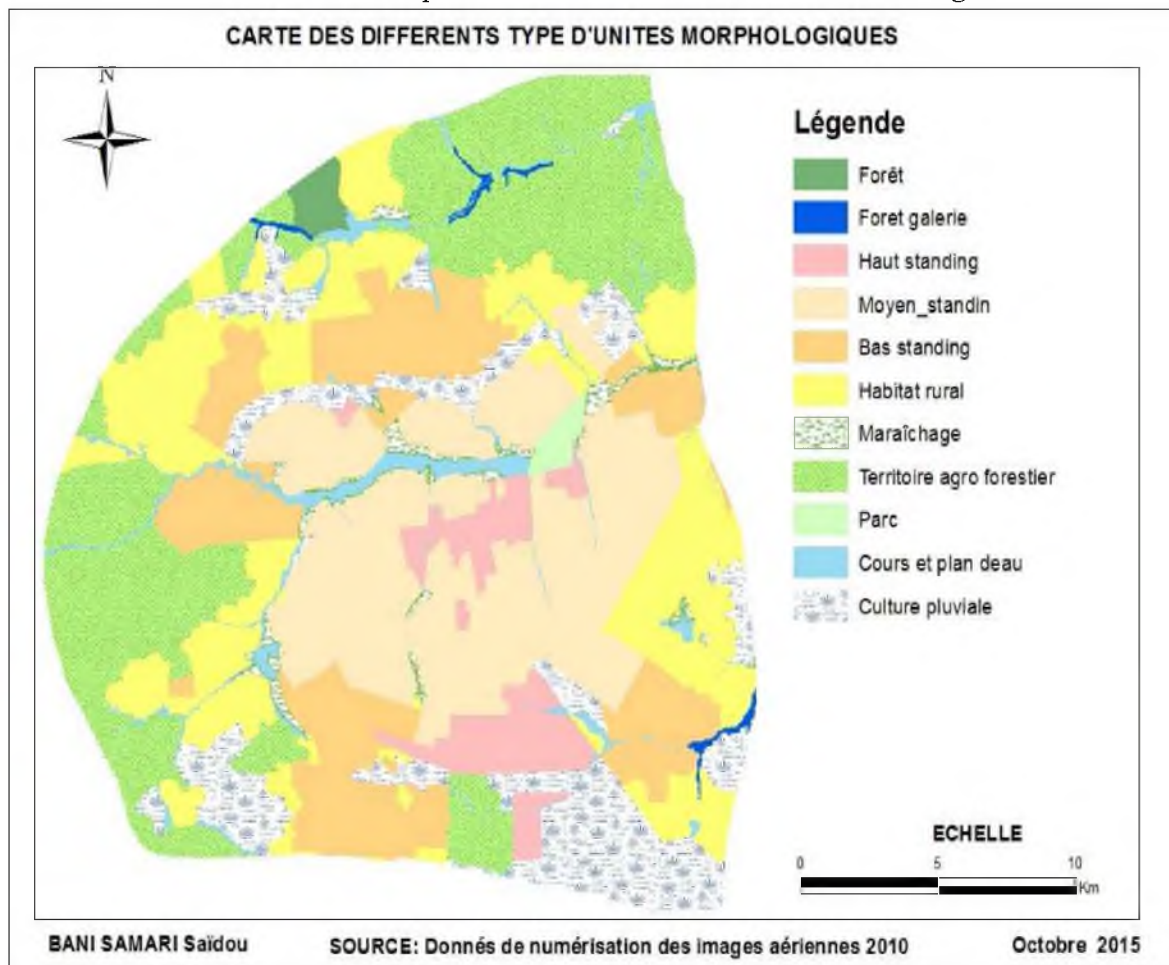 CARTE DES DIFFERENTS TYPE D'UNITES MORPHOLOGIQUES
N
Légende
Forêt
Foret galerie
Haut standing
Moyen_standin
Bas standing
Habitat rural
Maraîchage
Territoire agro forestier
Parc
Cours et plan deau
Culture pluviale
ECHELLE
0 5 10
Km
BANI SAMARI Saïdou SOURCE: Donnés de numérisation des images aériennes 2010 Octobre 2015